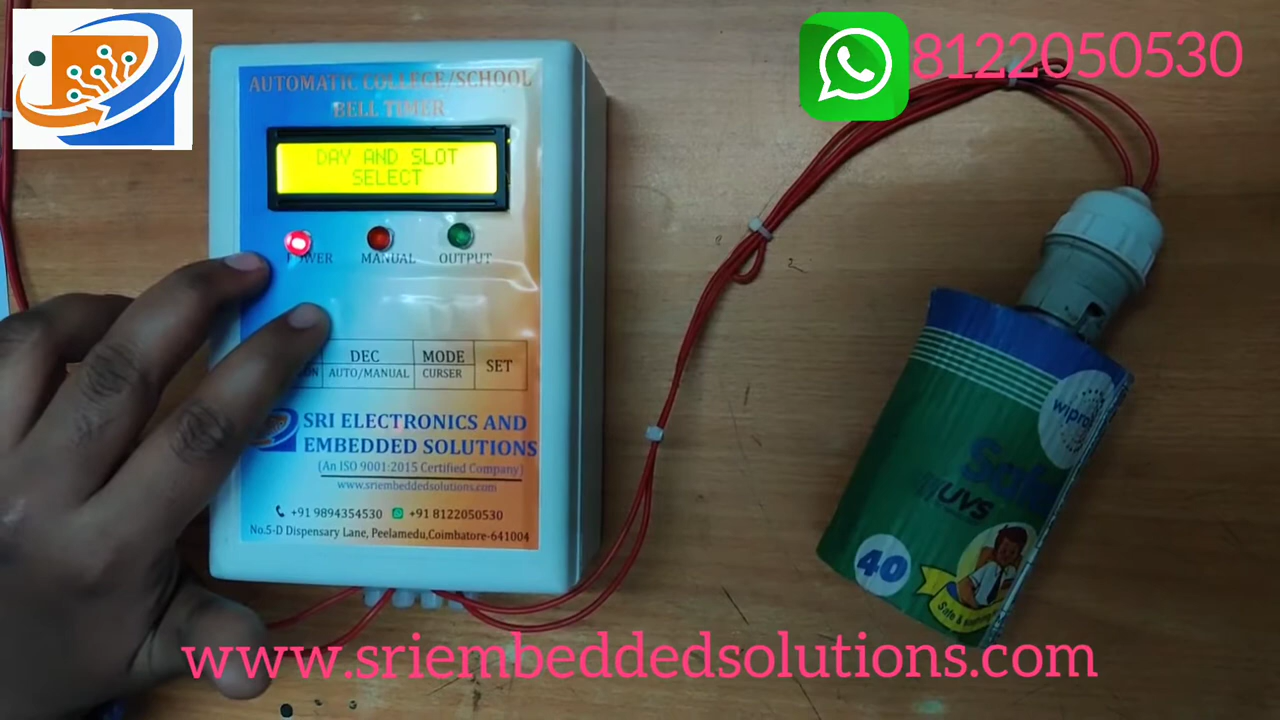 8122050530
AUTOMATIC COLLEGE/SCHOOL
BELL TIMER
DAY AND SLOT
SELECT
POWER MANUAL OUTPUT
DEC MODE SET
AUTO/MANUAL CURSER
SRI ELECTRONICS AND
EMBEDDED SOLUTIONS
(An ISO 9001:2015 Certified Company)
www.sriembeddedsolutions.com
+91 9894354530 +91 8122050530
No.5-D Dispensary Lane, Peelamedu,Coimbatore-641004
wipro
UVS
40
Safe &
www.sriembeddedsolutions.com